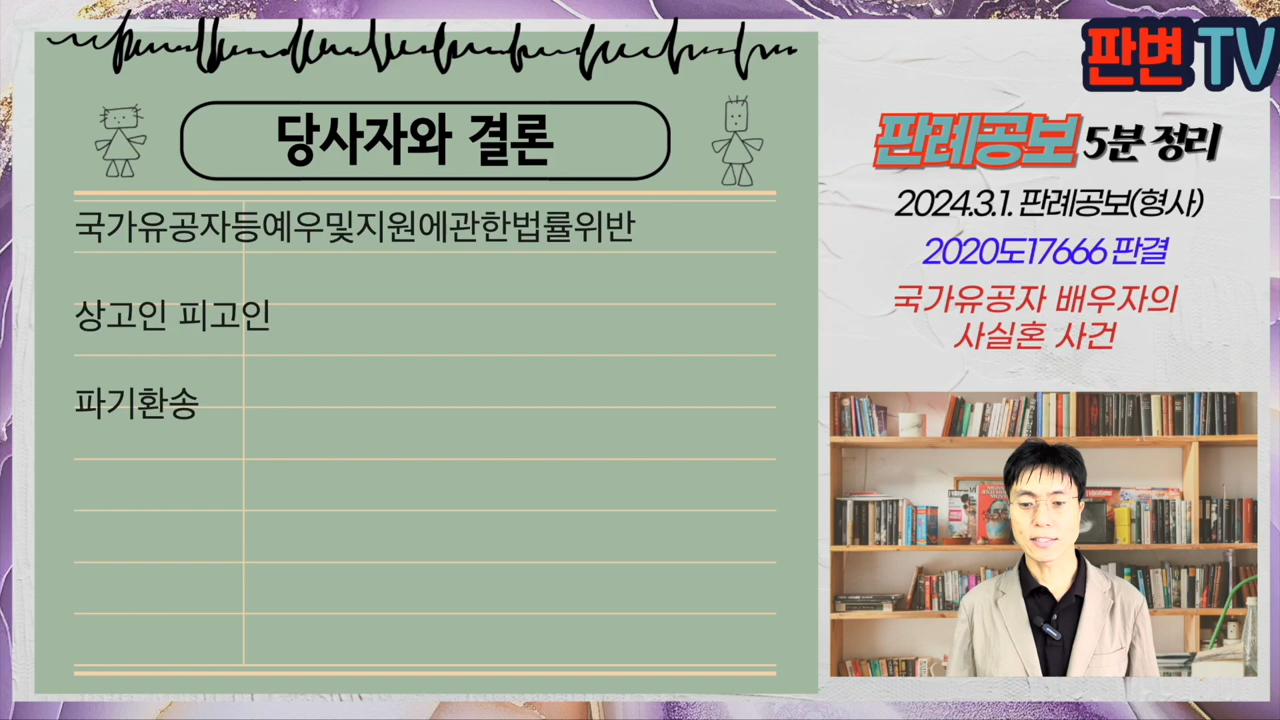 판변 TV
당사자와 결론
국가유공자등예우및지원에관한법률위반
상고인 피고인
파기환송
판례공보 5분 정리
2024.3.1. 판례공보(형사)
2020도17666 판결
국가유공자 배우자의
사실혼 사건